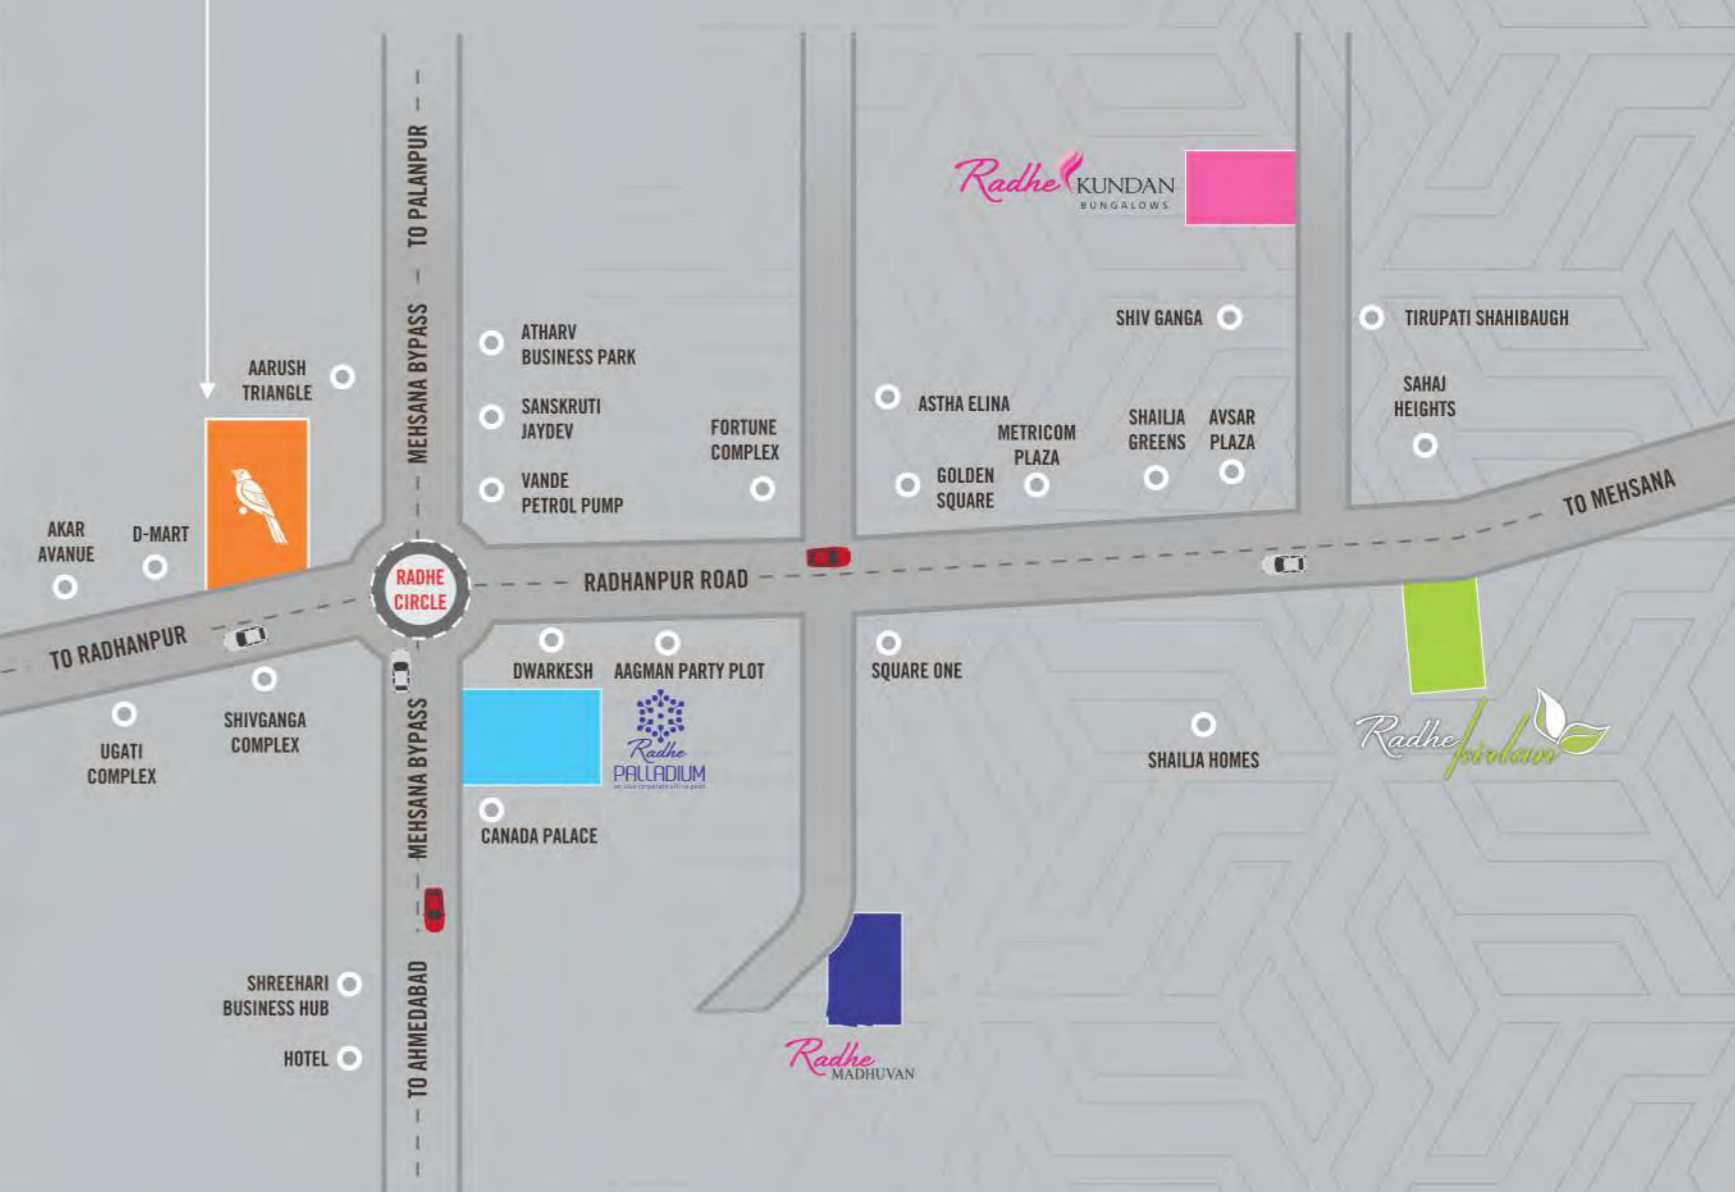 TO PALANPUR
MEHSANA BYPASS
Radhe KUNDAN
BUNGALOWS
AARUSH
TRIANGLE
ATHARV
BUSINESS PARK
SANSKRUTI
JAYDEV
VANDE
PETROL PUMP
FORTUNE
COMPLEX
ASTHA ELINA
GOLDEN
SQUARE
METRICOM
PLAZA
SHAILJA
GREENS
AVSAR
PLAZA
SHIV GANGA
TIRUPATI SHAHIBAUGH
SAHAJ
HEIGHTS
TO MEHSANA
AKAR
AVANUE
D-MART
RADHE
CIRCLE
RADHANPUR ROAD
TO RADHANPUR
UGATI
COMPLEX
SHIVGANGA
COMPLEX
DWARKESH
AAGMAN PARTY PLOT
Radhe
PALLADIUM
SQUARE ONE
SHAILJA HOMES
Radhe
MEHSANA BYPASS
CANADA PALACE
SHREEHARI
BUSINESS HUB
HOTEL
TO AHMEDABAD
Radhe
MADHUVAN